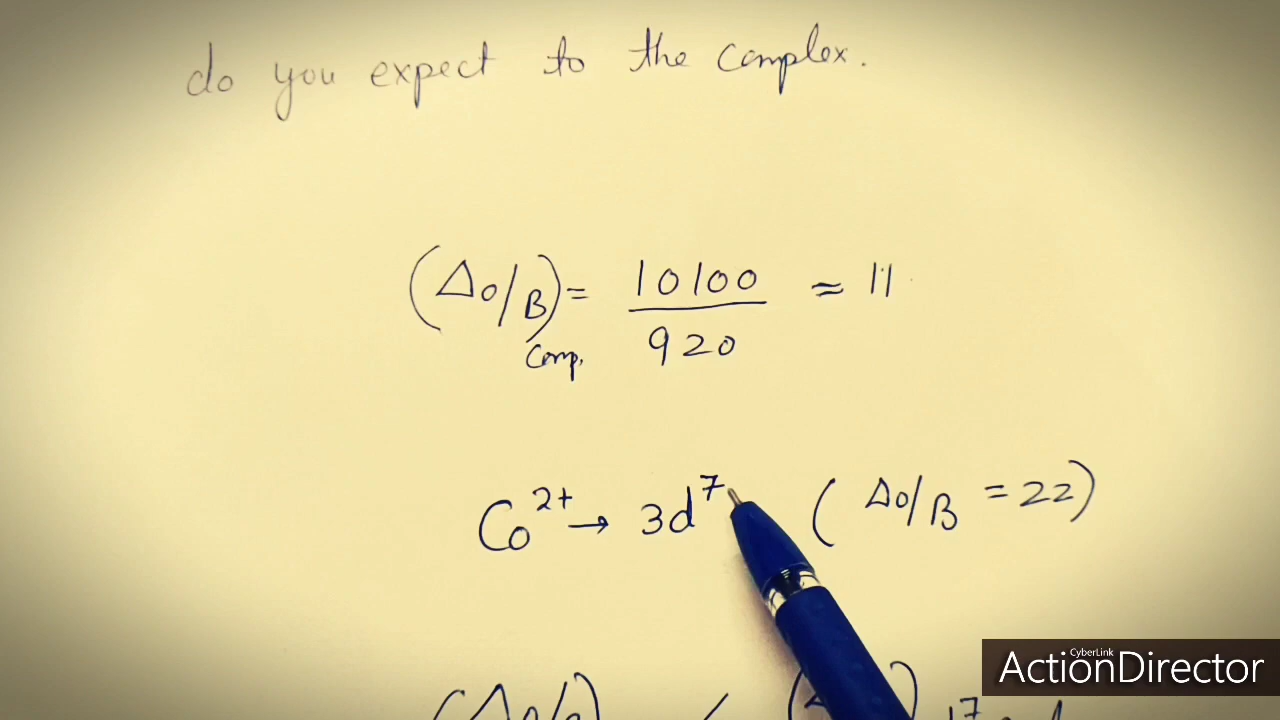 do you expect to the complex.
(Δo/B)comp. = 10100/920 ≈ 11
Co²⁺ → 3d⁷ (Δo/B = 22)
CyberLink
ActionDirector